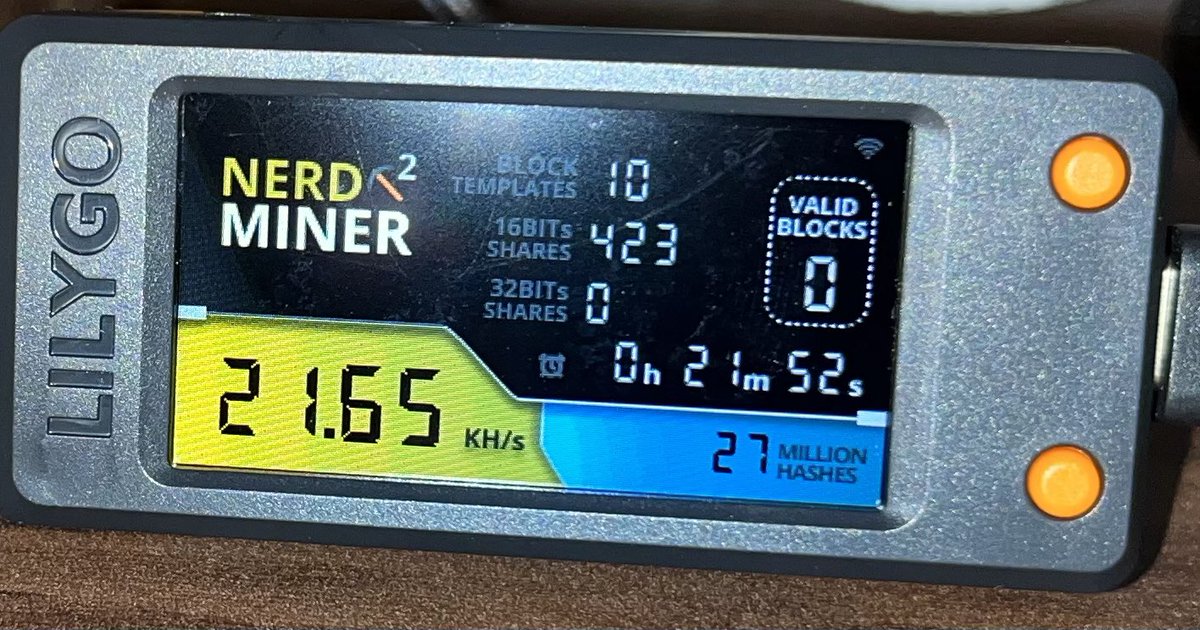 LILYGO
NERD 2
MINER
BLOCK
TEMPLATES 10
16BITs
SHARES 423
32BITs
SHARES 0
VALID
BLOCKS
0
0h 21m 52s
21.65 KH/s
27 MILLION
HASHES